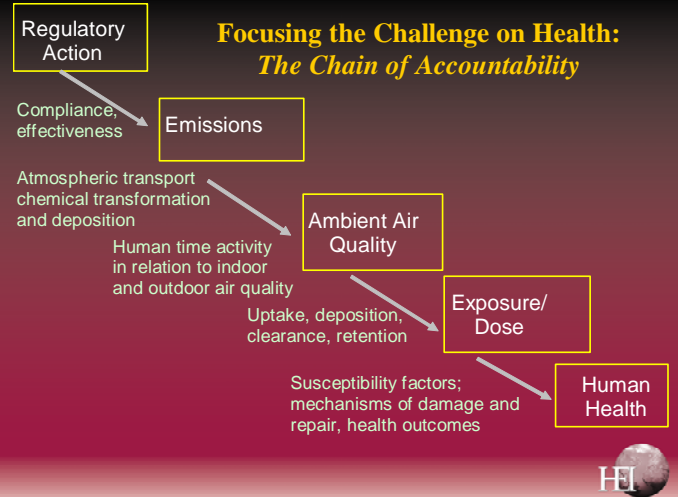 Regulatory
Action
Focusing the Challenge on Health:
The Chain of Accountability
Compliance,
effectiveness
Emissions
Atmospheric transport
chemical transformation
and deposition
Ambient Air
Quality
Human time activity
in relation to indoor
and outdoor air quality
Exposure/
Dose
Uptake, deposition,
clearance, retention
Human
Health
Susceptibility factors;
mechanisms of damage and
repair, health outcomes
HEI